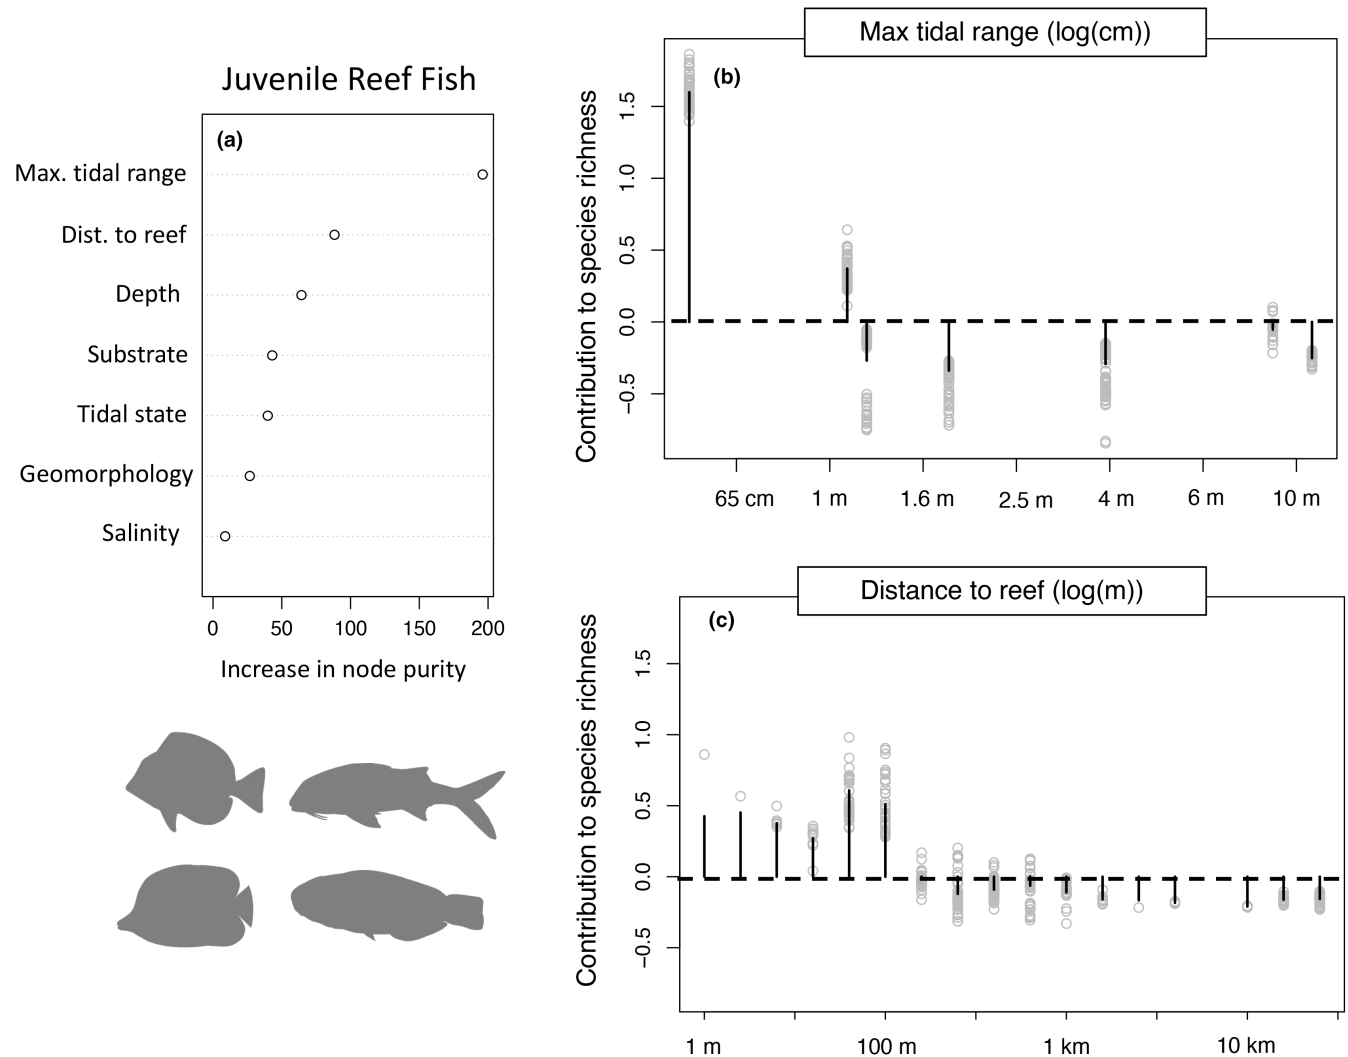 Juvenile Reef Fish
(a)
Max. tidal range
Dist. to reef
Depth
Substrate
Tidal state
Geomorphology
Salinity
0 50 100 150 200
Increase in node purity
Max tidal range (log(cm))
(b)
Contribution to species richness
1.5
1.0
0.5
0.0
−0.5
65 cm 1 m 1.6 m 2.5 m 4 m 6 m 10 m
Distance to reef (log(m))
(c)
Contribution to species richness
1.5
1.0
0.5
0.0
−0.5
1 m 100 m 1 km 10 km